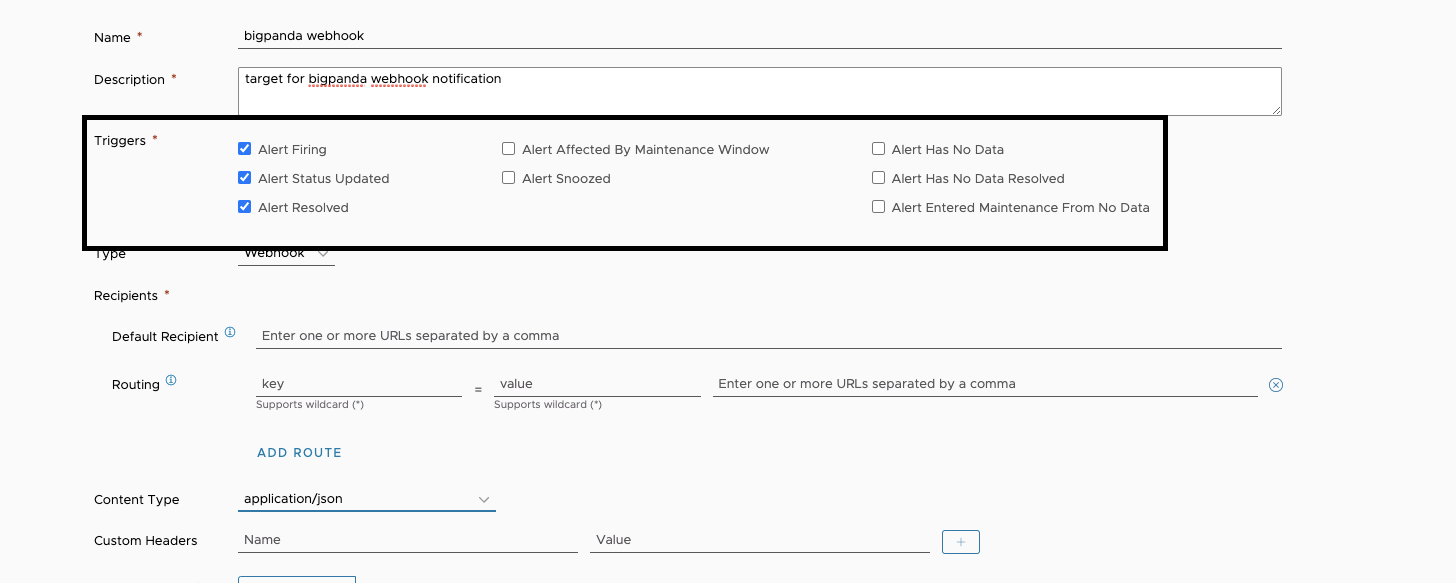 Name * bigpanda webhook
Description * target for bigpanda webhook notification
Triggers *
Alert Firing Alert Affected By Maintenance Window Alert Has No Data
Alert Status Updated Alert Snoozed Alert Has No Data Resolved
Alert Resolved Alert Entered Maintenance From No Data
Type Webhook
Recipients *
Default Recipient Enter one or more URLs separated by a comma
Routing key = value Enter one or more URLs separated by a comma
Supports wildcard (*) Supports wildcard (*)
ADD ROUTE
Content Type application/json
Custom Headers Name Value +